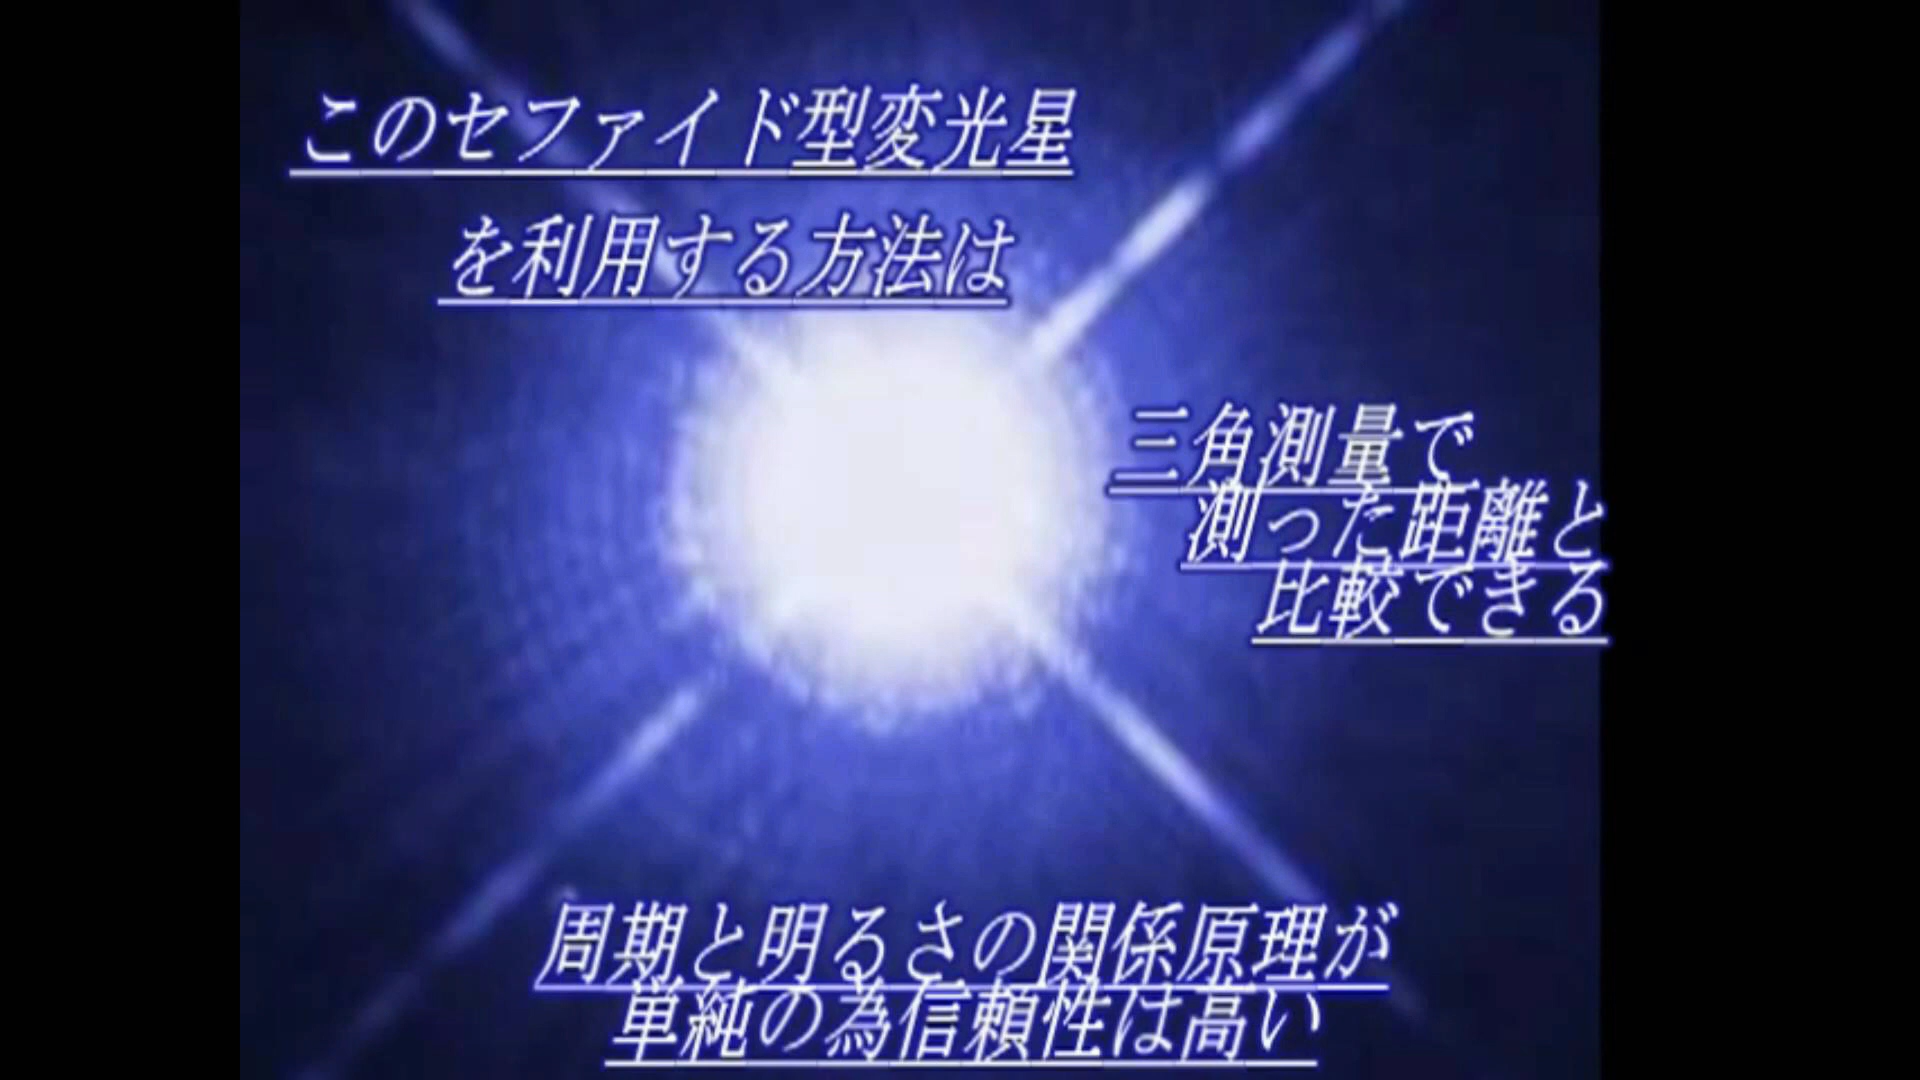 このセファイド型変光星
を利用する方法は
三角測量で
測った距離と
比較できる
周期と明るさの関係原理が
単純の為信頼性は高い